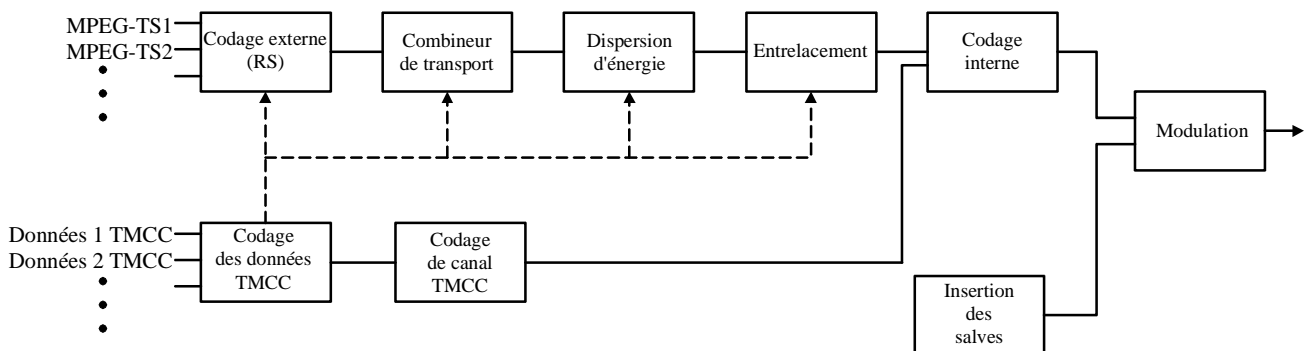 MPEG-TS1
MPEG-TS2
Codage externe
(RS)
Combineur
de transport
Dispersion
d'énergie
Entrelacement
Codage
interne
Modulation
Données 1 TMCC
Données 2 TMCC
Codage
des données
TMCC
Codage
de canal
TMCC
Insertion
des
salves